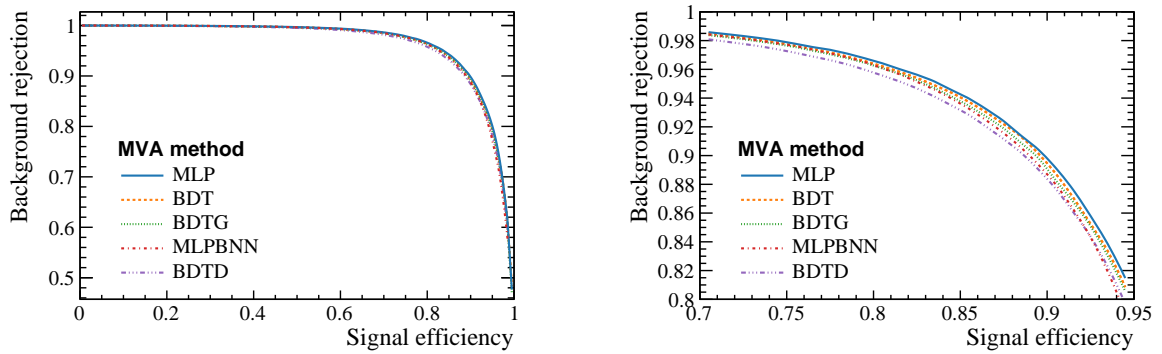 1
0.9
0.8
0.7
0.6
0.5
Background rejection
MVA method
MLP
BDT
BDTG
MLPBNN
BDTD
0 0.2 0.4 0.6 0.8 1
Signal efficiency
1
0.98
0.96
0.94
0.92
0.9
0.88
0.86
0.84
0.82
0.8
Background rejection
MVA method
MLP
BDT
BDTG
MLPBNN
BDTD
0.7 0.75 0.8 0.85 0.9 0.95
Signal efficiency